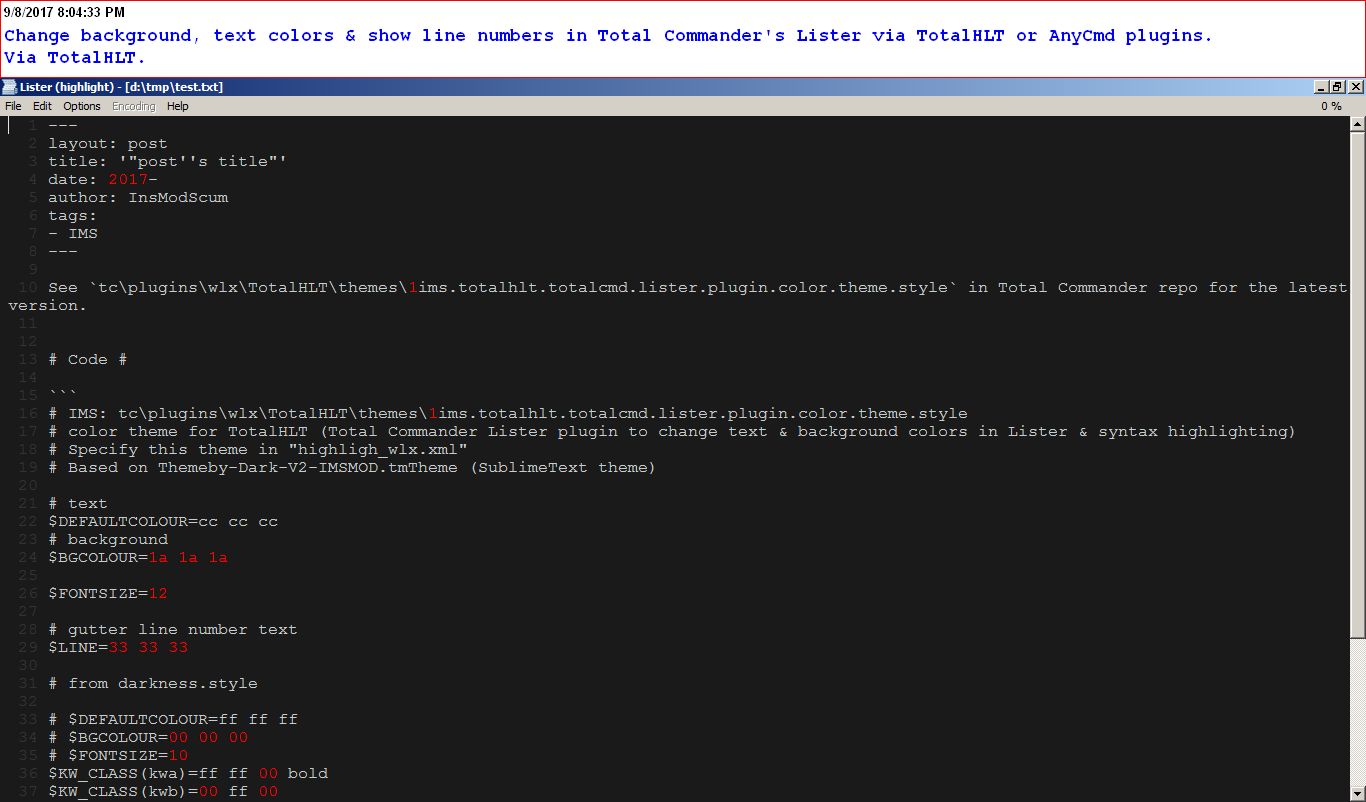 9/8/2017 8:04:33 PM
Change background, text colors & show line numbers in Total Commander's Lister via TotalHLT or AnyCmd plugins.
Via TotalHLT.
Lister (highlight) - [d:\tmp\test.txt]
File Edit Options Encoding Help 0 %
1 ---
2 layout: post
3 title: '"post''s title"'
4 date: 2017-
5 author: InsModScum
6 tags:
7 - IMS
8 ---
9
10 See `tc\plugins\wlx\TotalHLT\themes\1ims.totalhlt.totalcmd.lister.plugin.color.theme.style` in Total Commander repo for the latest
version.
11
12
13 # Code #
14
15 ```
16 # IMS: tc\plugins\wlx\TotalHLT\themes\1ims.totalhlt.totalcmd.lister.plugin.color.theme.style
17 # color theme for TotalHLT (Total Commander Lister plugin to change text & background colors in Lister & syntax highlighting)
18 # Specify this theme in "highligh_wlx.xml"
19 # Based on Themeby-Dark-V2-IMSMOD.tmTheme (SublimeText theme)
20
21 # text
22 $DEFAULTCOLOUR=cc cc cc
23 # background
24 $BGCOLOUR=1a 1a 1a
25
26 $FONTSIZE=12
27
28 # gutter line number text
29 $LINE=33 33 33
30
31 # from darkness.style
32
33 # $DEFAULTCOLOUR=ff ff ff
34 # $BGCOLOUR=00 00 00
35 # $FONTSIZE=10
36 $KW_CLASS(kwa)=ff ff 00 bold
37 $KW_CLASS(kwb)=00 ff 00